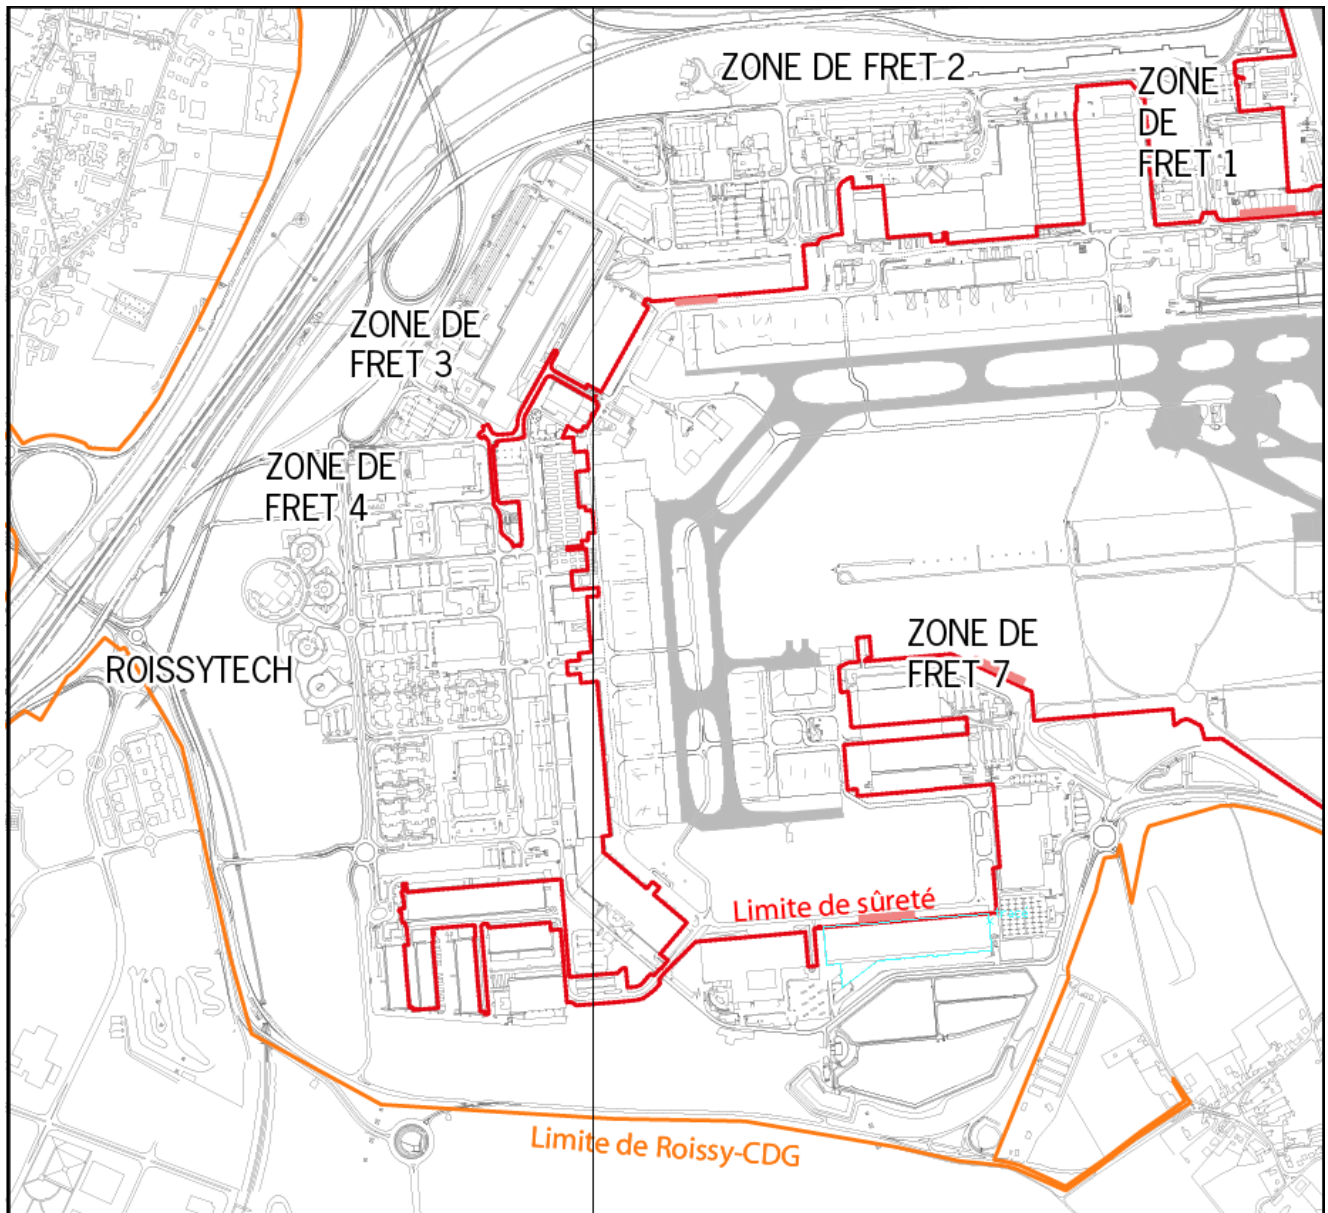 ZONE DE FRET 2
ZONE
DE
FRET 1
ZONE DE
FRET 3
ZONE DE
FRET 4
ZONE DE
FRET 7
ROISSYTECH
Limite de sûreté
Limite de Roissy-CDG